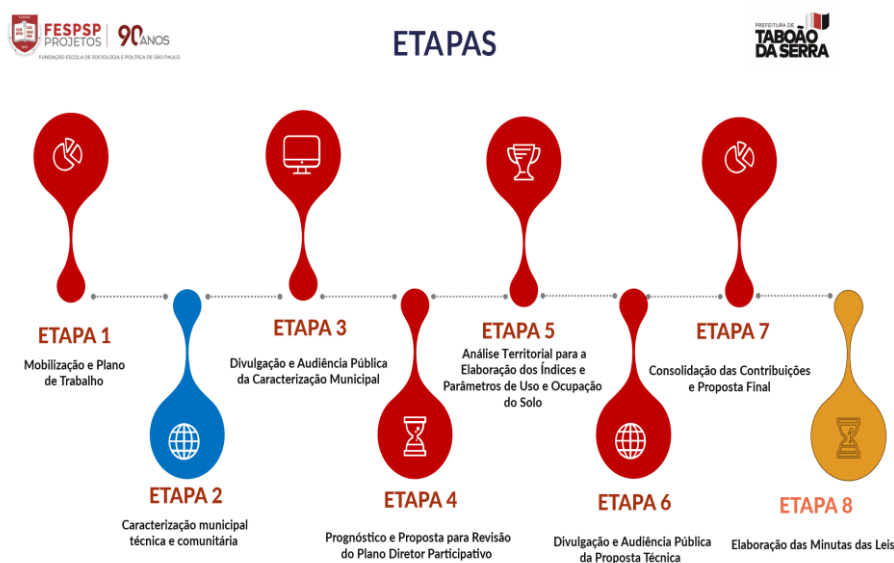 FESPSP
PROJETOS
90 ANOS
FUNDAÇÃO ESCOLA DE SOCIOLOGIA E POLÍTICA DE SÃO PAULO
ETAPAS
PREFEITURA DE
TABOÃO
DA SERRA
ETAPA 1
Mobilização e Plano
de Trabalho
ETAPA 2
Caracterização municipal
técnica e comunitária
ETAPA 3
Divulgação e Audiência Pública
da Caracterização Municipal
ETAPA 4
Prognóstico e Proposta para Revisão
do Plano Diretor Participativo
ETAPA 5
Análise Territorial para a
Elaboração dos Índices e
Parâmetros de Uso e Ocupação
do Solo
ETAPA 6
Divulgação e Audiência Pública
da Proposta Técnica
ETAPA 7
Consolidação das Contribuições
e Proposta Final
ETAPA 8
Elaboração das Minutas das Leis